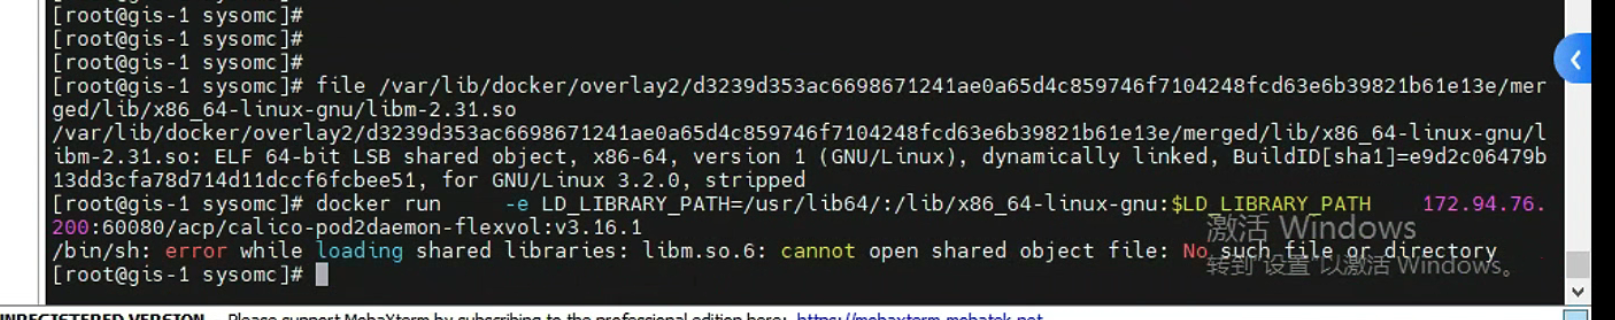 [root@gis-1 sysomc]#
[root@gis-1 sysomc]#
[root@gis-1 sysomc]#
[root@gis-1 sysomc]# file /var/lib/docker/overlay2/d3239d353ac6698671241ae0a65d4c859746f7104248fcd63e6b39821b61e13e/mer
ged/lib/x86_64-linux-gnu/libm-2.31.so
/var/lib/docker/overlay2/d3239d353ac6698671241ae0a65d4c859746f7104248fcd63e6b39821b61e13e/merged/lib/x86_64-linux-gnu/l
ibm-2.31.so: ELF 64-bit LSB shared object, x86-64, version 1 (GNU/Linux), dynamically linked, BuildID[sha1]=e9d2c06479b
13dd3cfa78d714d11dccf6fcbee51, for GNU/Linux 3.2.0, stripped
[root@gis-1 sysomc]# docker run -e LD_LIBRARY_PATH=/usr/lib64/:/lib/x86_64-linux-gnu:$LD_LIBRARY_PATH 172.94.76.
200:60080/acp/calico-pod2daemon-flexvol:v3.16.1
/bin/sh: error while loading shared libraries: libm.so.6: cannot open shared object file: No such file or directory
[root@gis-1 sysomc]#
激活 Windows
转到"设置"以激活 Windows。
UNREGISTERED VERSION - Please support MobaXterm by subscribing to the professional edition here: https://mobaxterm.mobatek.net